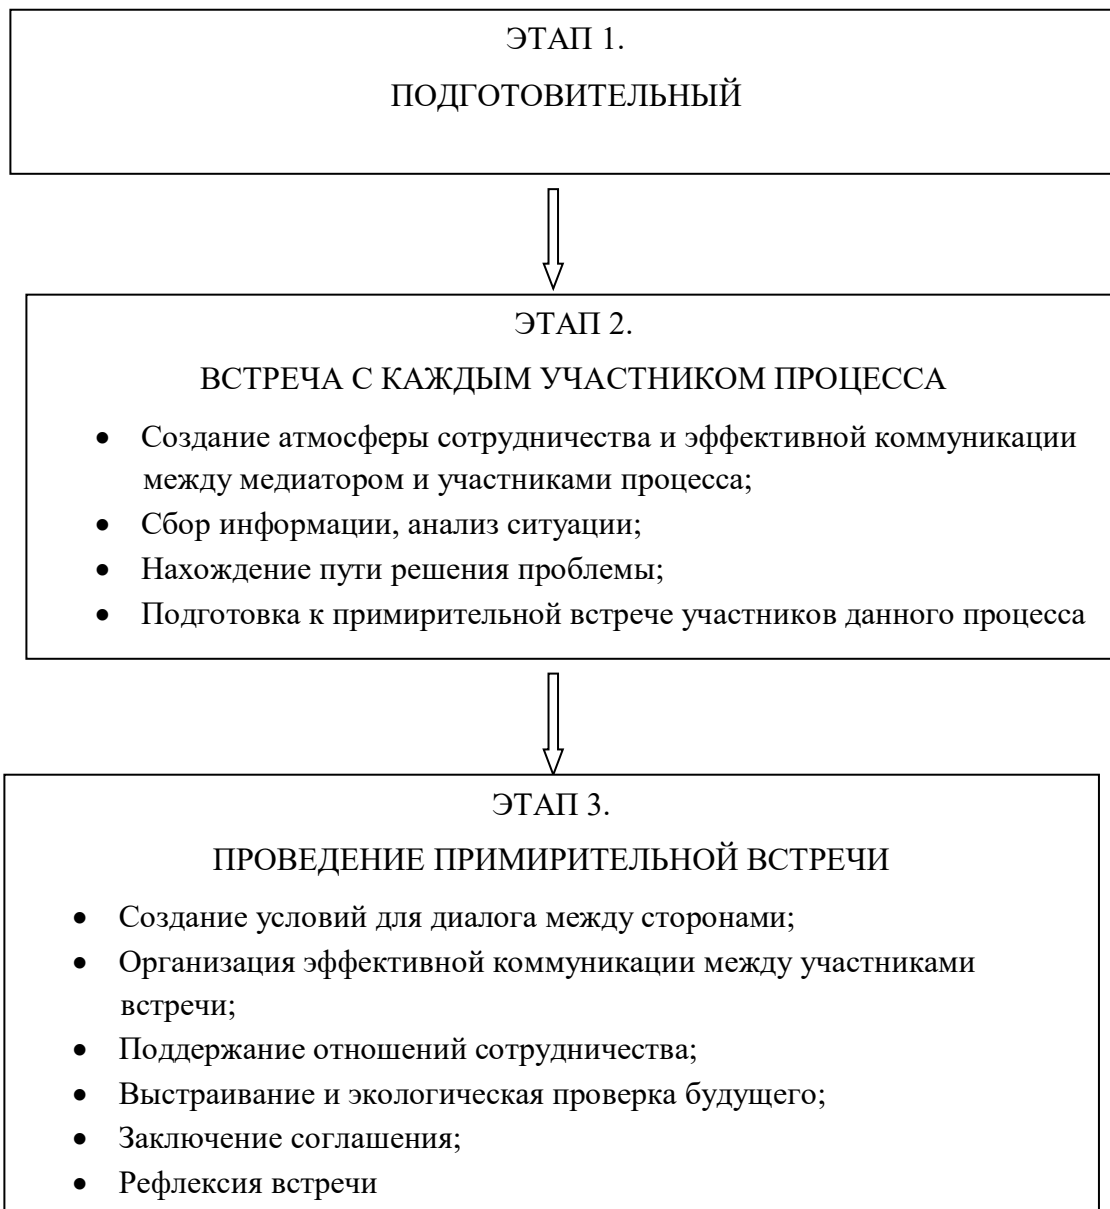 ЭТАП 1.
ПОДГОТОВИТЕЛЬНЫЙ
ЭТАП 2.
ВСТРЕЧА С КАЖДЫМ УЧАСТНИКОМ ПРОЦЕССА
• Создание атмосферы сотрудничества и эффективной коммуникации
между медиатором и участниками процесса;
• Сбор информации, анализ ситуации;
• Нахождение пути решения проблемы;
• Подготовка к примирительной встрече участников данного процесса
ЭТАП 3.
ПРОВЕДЕНИЕ ПРИМИРИТЕЛЬНОЙ ВСТРЕЧИ
• Создание условий для диалога между сторонами;
• Организация эффективной коммуникации между участниками
встречи;
• Поддержание отношений сотрудничества;
• Выстраивание и экологическая проверка будущего;
• Заключение соглашения;
• Рефлексия встречи